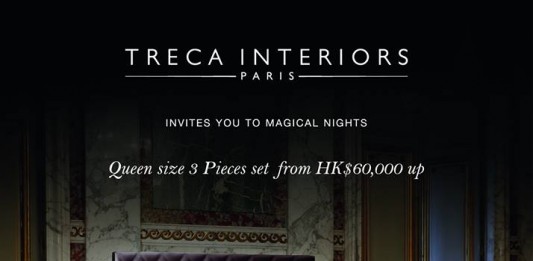 TRECA INTERIORS
PARIS
INVITES YOU TO MAGICAL NIGHTS
Queen size 3 Pieces set from HK$60,000 up